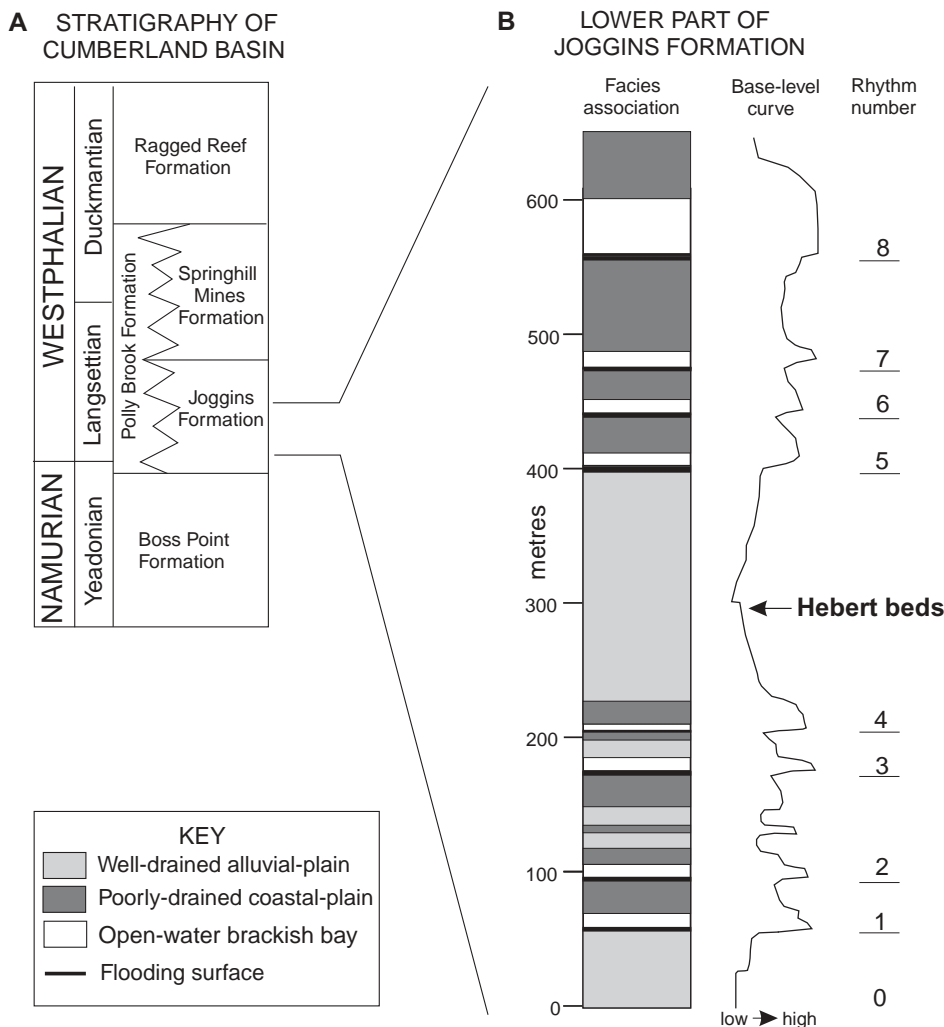 A STRATIGRAPHY OF
CUMBERLAND BASIN
WESTPHALIAN
NAMURIAN
Duckmantian
Langsettian
Yeadonian
Ragged Reef
Formation
Polly Brook Formation
Springhill
Mines
Formation
Joggins
Formation
Boss Point
Formation
KEY
Well-drained alluvial-plain
Poorly-drained coastal-plain
Open-water brackish bay
Flooding surface
B LOWER PART OF
JOGGINS FORMATION
Facies
association
Base-level
curve
Rhythm
number
600
500
400
300
200
100
0
metres
Hebert beds
8
7
6
5
4
3
2
1
0
low high